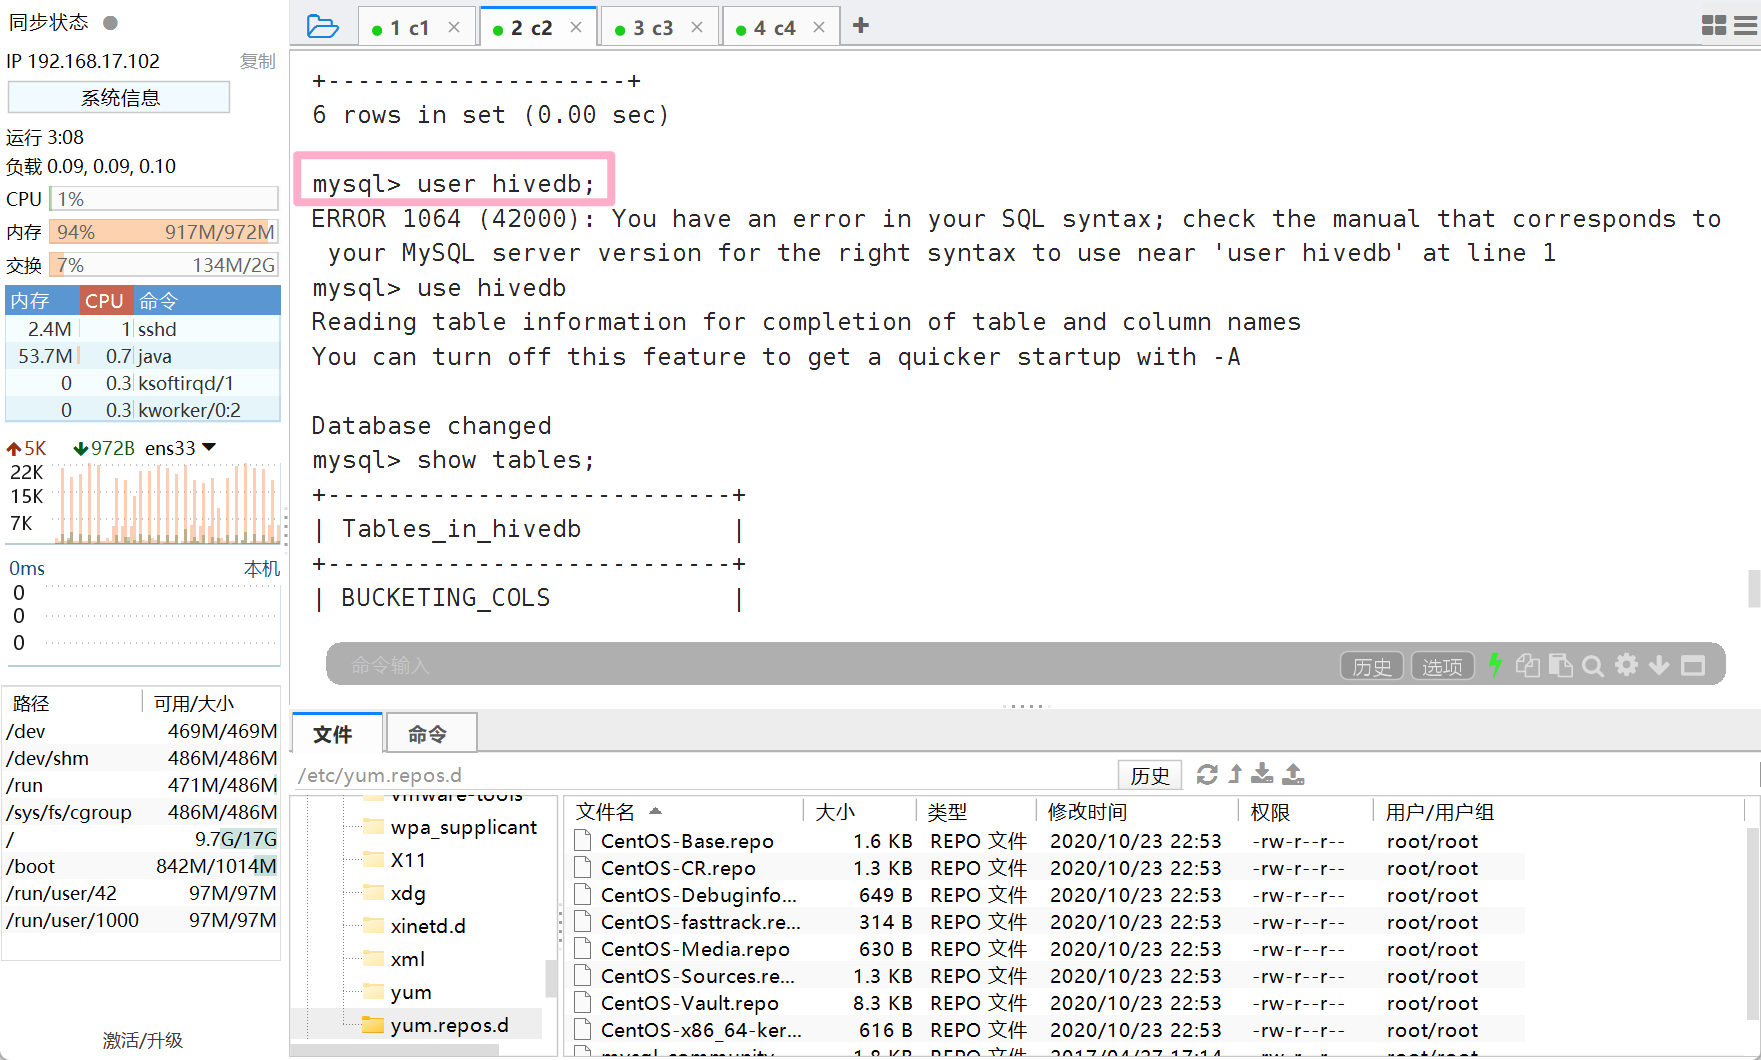 同步状态
IP 192.168.17.102 复制
系统信息
运行 3:08
负载 0.09, 0.09, 0.10
CPU 1%
内存 94% 917M/972M
交换 7% 134M/2G
内存 CPU 命令
2.4M 1 sshd
53.7M 0.7 java
0 0.3 ksoftirqd/1
0 0.3 kworker/0:2
5K 972B ens33
22K
15K
7K
0ms 本机
0
0
0
路径 可用/大小
/dev 469M/469M
/dev/shm 486M/486M
/run 471M/486M
/sys/fs/cgroup 486M/486M
/ 9.7G/17G
/boot 842M/1014M
/run/user/42 97M/97M
/run/user/1000 97M/97M
激活/升级
1 c1 × 2 c2 × 3 c3 × 4 c4 × +
+--------------------+
6 rows in set (0.00 sec)
mysql> user hivedb;
ERROR 1064 (42000): You have an error in your SQL syntax; check the manual that corresponds to
your MySQL server version for the right syntax to use near 'user hivedb' at line 1
mysql> use hivedb
Reading table information for completion of table and column names
You can turn off this feature to get a quicker startup with -A
Database changed
mysql> show tables;
+---------------------------+
| Tables_in_hivedb |
+---------------------------+
| BUCKETING_COLS |
命令输入 历史 选项
文件 命令
/etc/yum.repos.d 历史
vmware-tools
wpa_supplicant
X11
xdg
xinetd.d
xml
yum
yum.repos.d
文件名 大小 类型 修改时间 权限 用户/用户组
CentOS-Base.repo 1.6 KB REPO 文件 2020/10/23 22:53 -rw-r--r-- root/root
CentOS-CR.repo 1.3 KB REPO 文件 2020/10/23 22:53 -rw-r--r-- root/root
CentOS-Debuginfo... 649 B REPO 文件 2020/10/23 22:53 -rw-r--r-- root/root
CentOS-fasttrack.re... 314 B REPO 文件 2020/10/23 22:53 -rw-r--r-- root/root
CentOS-Media.repo 630 B REPO 文件 2020/10/23 22:53 -rw-r--r-- root/root
CentOS-Sources.re... 1.3 KB REPO 文件 2020/10/23 22:53 -rw-r--r-- root/root
CentOS-Vault.repo 8.3 KB REPO 文件 2020/10/23 22:53 -rw-r--r-- root/root
CentOS-x86_64-ker... 616 B REPO 文件 2020/10/23 22:53 -rw-r--r-- root/root
mysql-community 1.8 KB REPO 文件 2017/04/27 17:14 -rw-r--r-- root/root